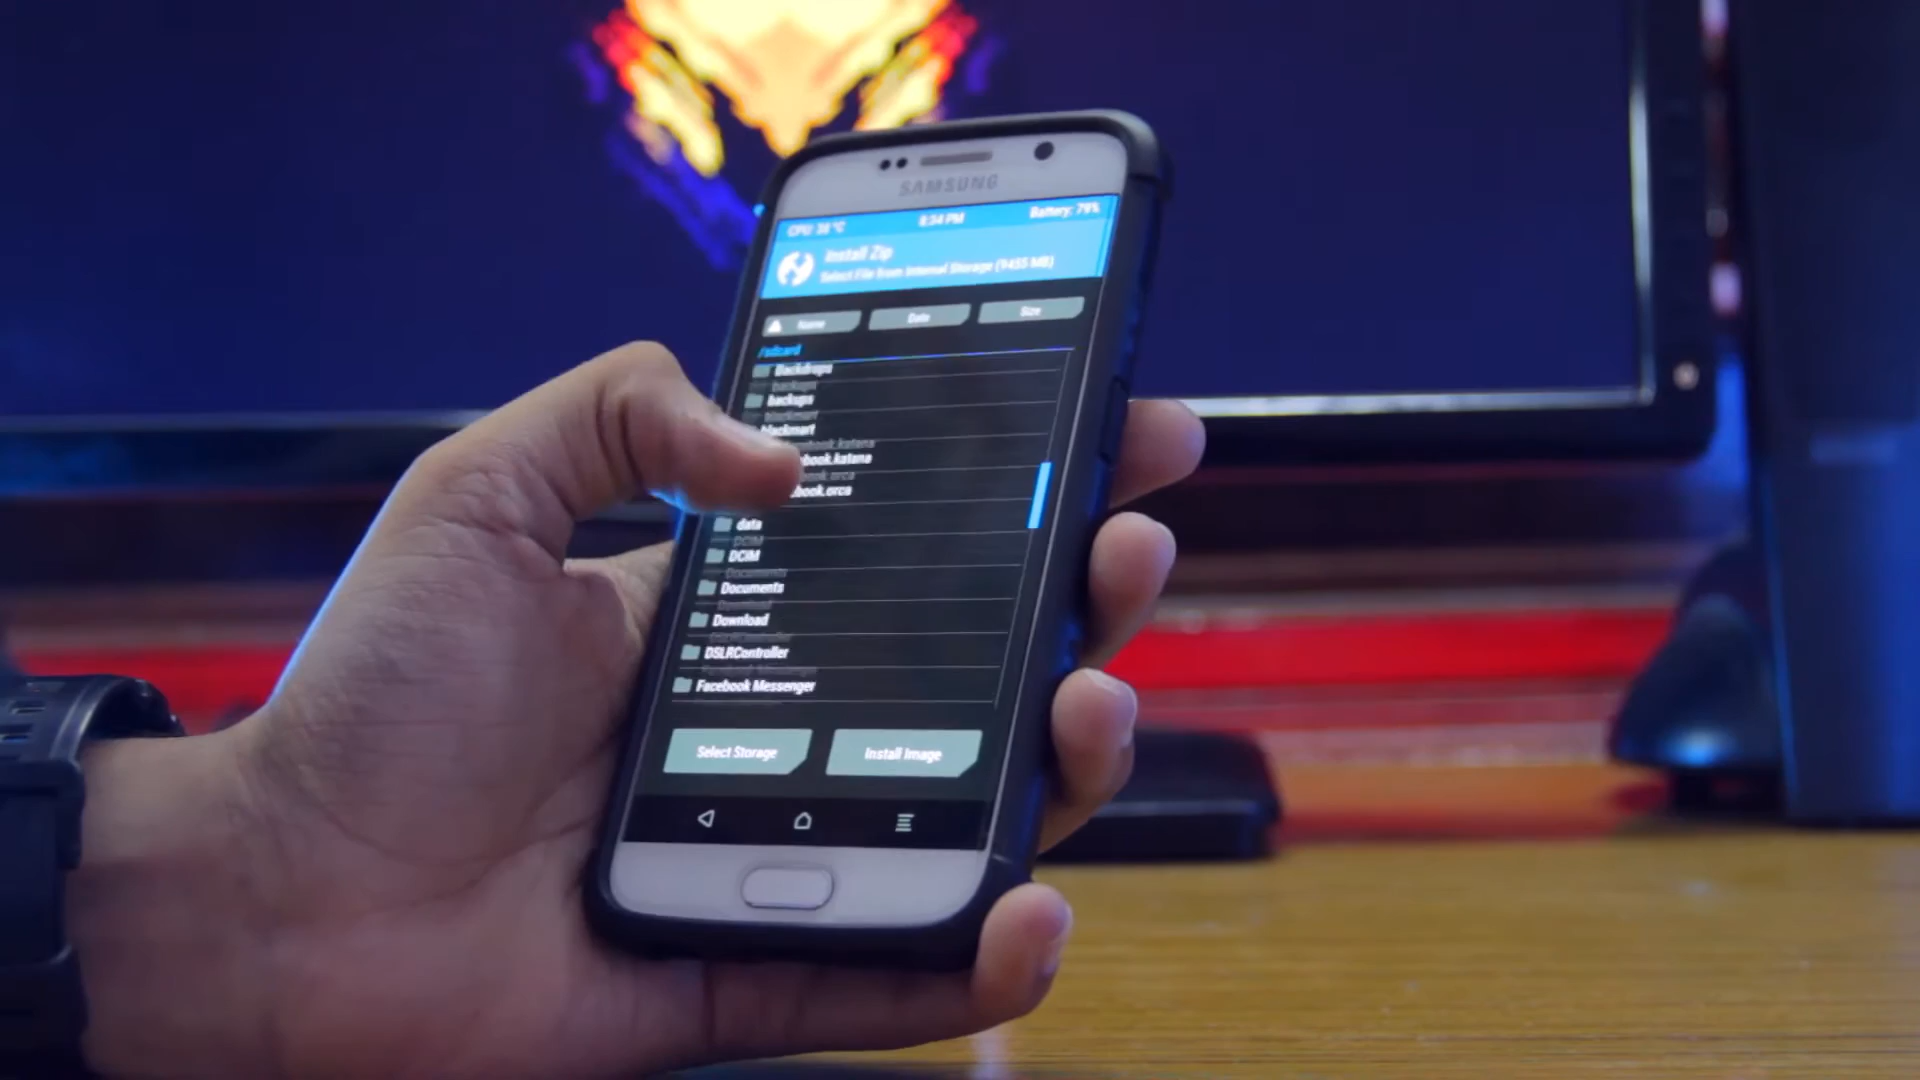 SAMSUNG
CPU: 38 °C 8:34 PM Battery: 79%
Install Zip
Select File from Internal Storage (9455 MB)
Name Date Size
/sdcard
Backdrops
backups
blackmart
book.katana
book.orca
data
DCIM
Documents
Download
DSLRController
Facebook Messenger
Select Storage Install Image